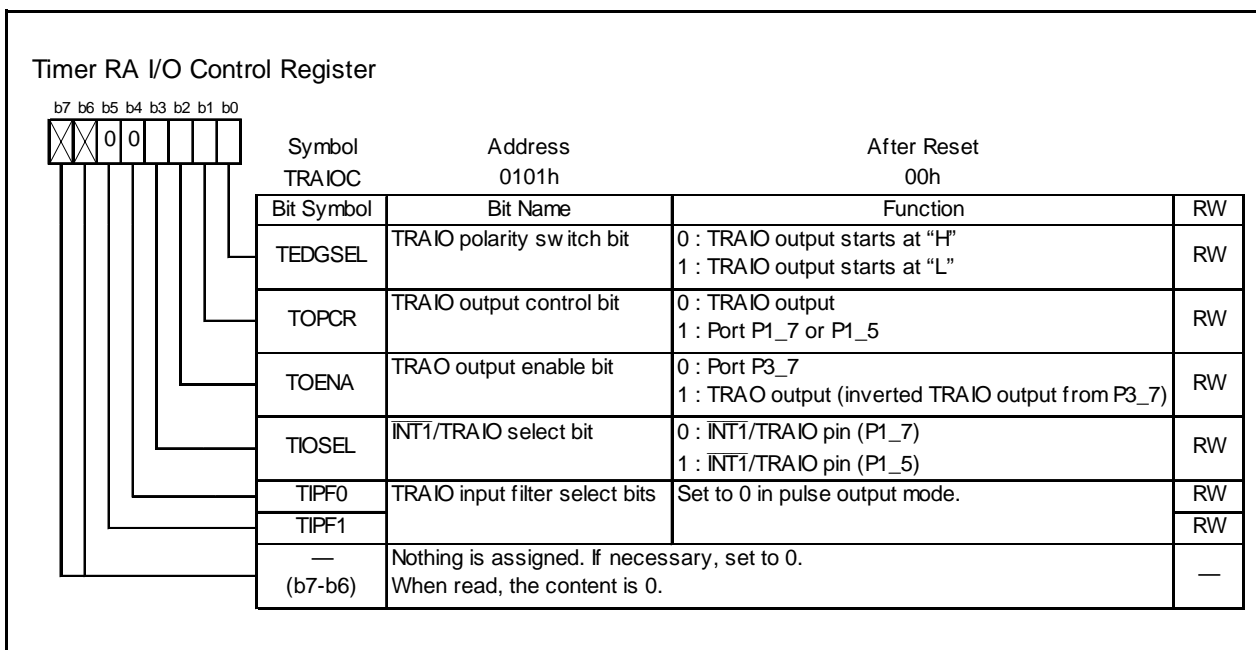 Timer RA I/O Control Register
b7 b6 b5 b4 b3 b2 b1 b0
0 0
Symbol Address After Reset
TRAIOC 0101h 00h
Bit Symbol Bit Name Function RW
TEDGSEL TRAIO polarity switch bit 0 : TRAIO output starts at “H” RW
1 : TRAIO output starts at “L”
TOPCR TRAIO output control bit 0 : TRAIO output RW
1 : Port P1_7 or P1_5
TOENA TRAO output enable bit 0 : Port P3_7 RW
1 : TRAO output (inverted TRAIO output from P3_7)
TIOSEL INT1/TRAIO select bit 0 : INT1/TRAIO pin (P1_7) RW
1 : INT1/TRAIO pin (P1_5)
TIPF0 TRAIO input filter select bits Set to 0 in pulse output mode. RW
TIPF1 RW
— Nothing is assigned. If necessary, set to 0. —
(b7-b6) When read, the content is 0.